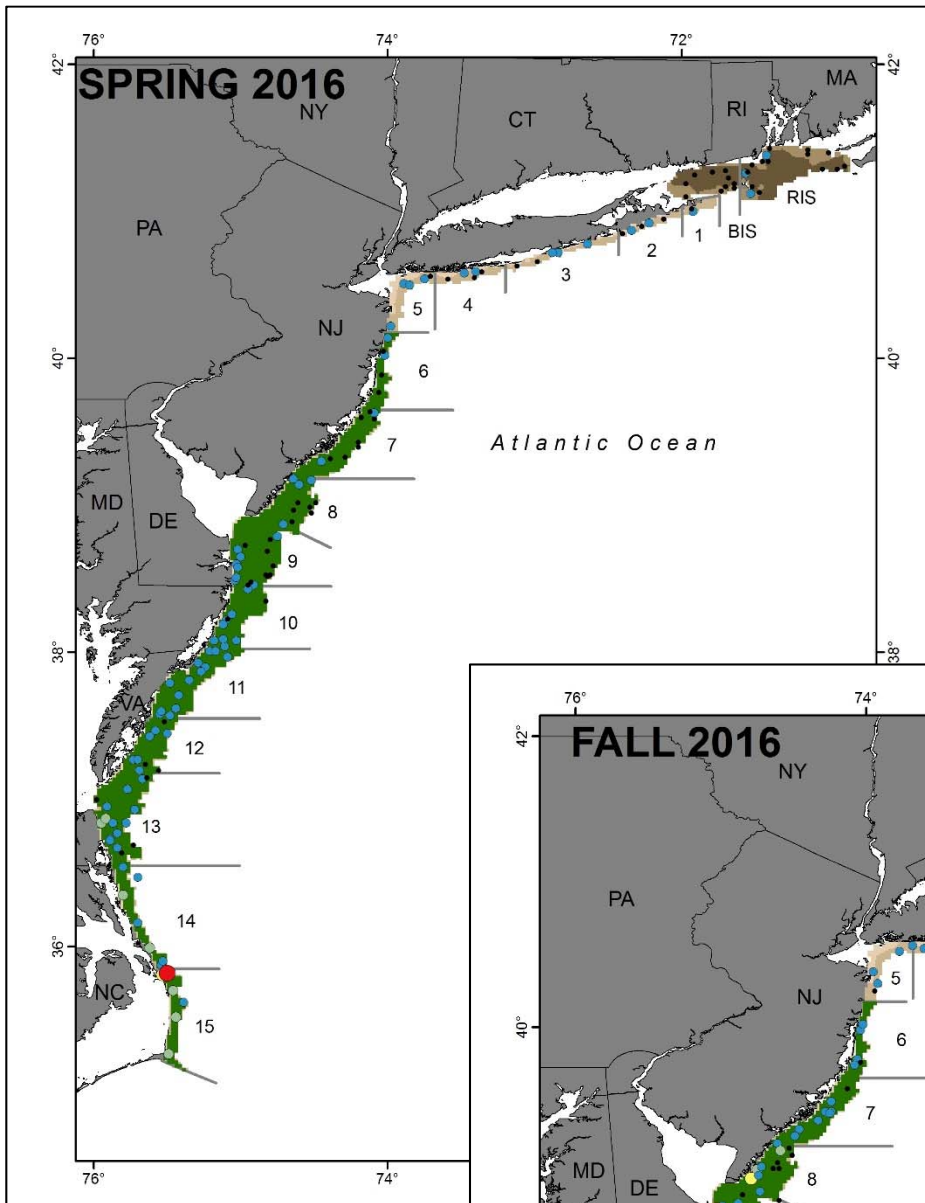 76° 74° 72°
42° 42°
SPRING 2016
NY
CT
RI
MA
PA
RIS
BIS
1
2
3
4
5
NJ
40° 40°
6
Atlantic Ocean
7
MD
DE
8
9
10
38° 38°
11
VA
12
13
14
36°
NC
15
76° 74°
76° 74°
42°
FALL 2016
NY
PA
5
NJ
40°
6
7
MD
DE
8